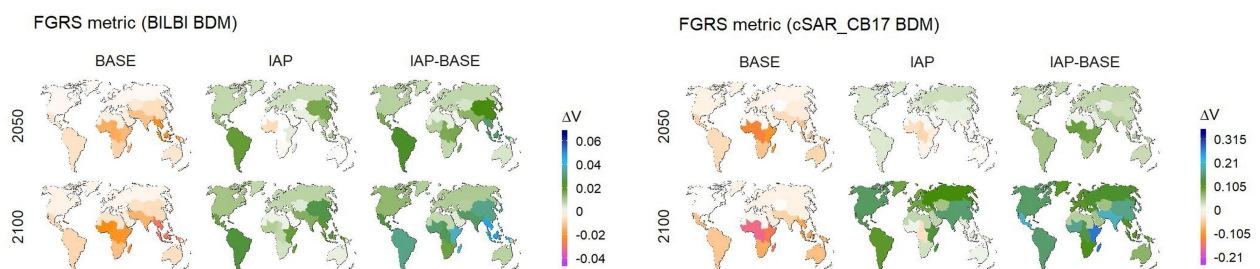 FGRS metric (BILBI BDM)
BASE IAP IAP-BASE
2050
2100
ΔV
0.06
0.04
0.02
0
-0.02
-0.04
FGRS metric (cSAR_CB17 BDM)
BASE IAP IAP-BASE
2050
2100
ΔV
0.315
0.21
0.105
0
-0.105
-0.21